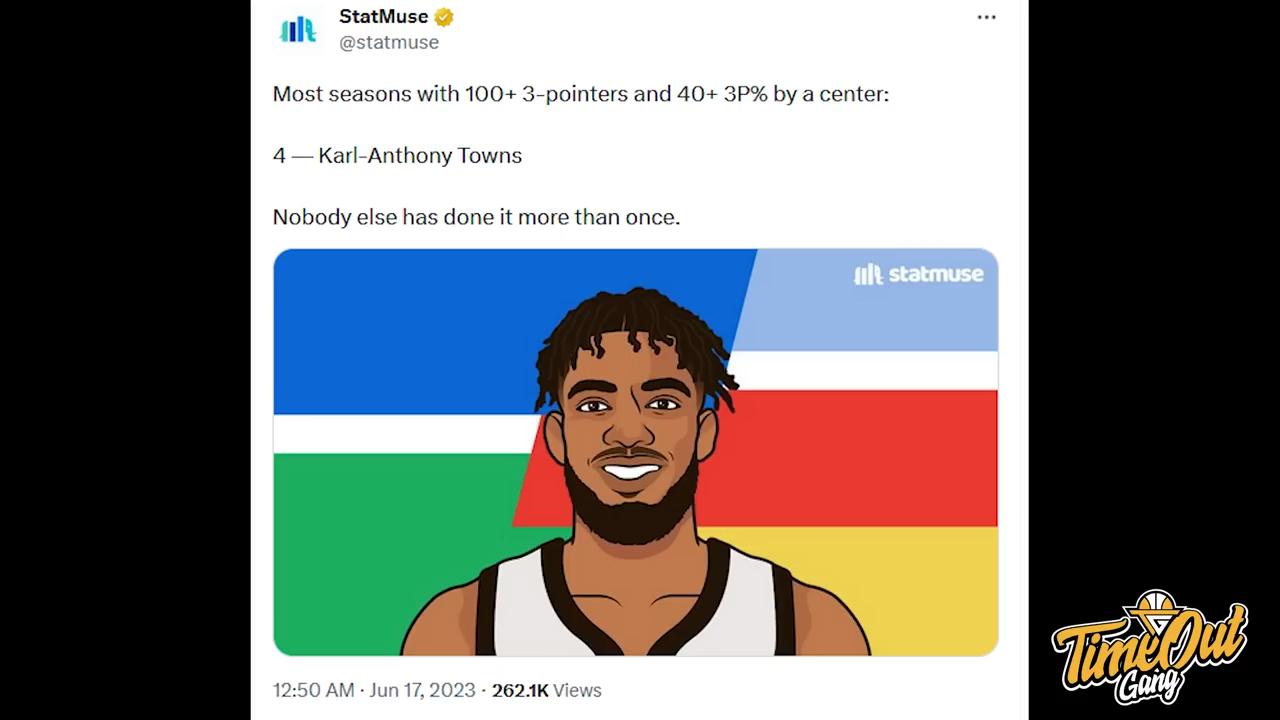 StatMuse
@statmuse
Most seasons with 100+ 3-pointers and 40+ 3P% by a center:
4 — Karl-Anthony Towns
Nobody else has done it more than once.
statmuse
12:50 AM · Jun 17, 2023 · 262.1K Views
TimeOut
Gang